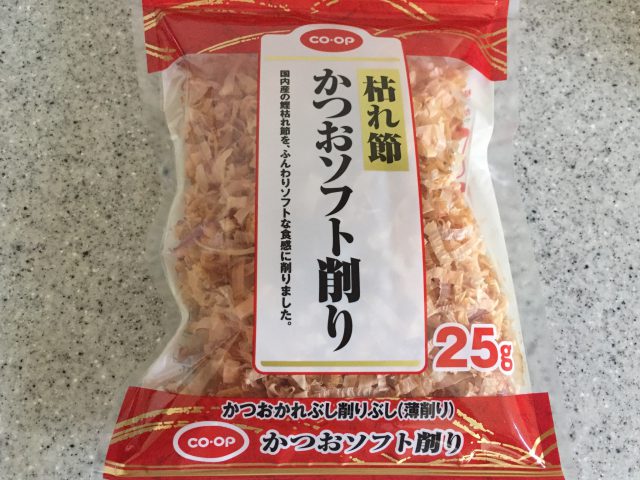 CO·OP
枯れ節
かつおソフト削り
国内産の鰹枯れ節を、ふんわりソフトな食感に削りました。
25g
かつおかれぶし削りぶし(薄削り)
CO·OP かつおソフト削り